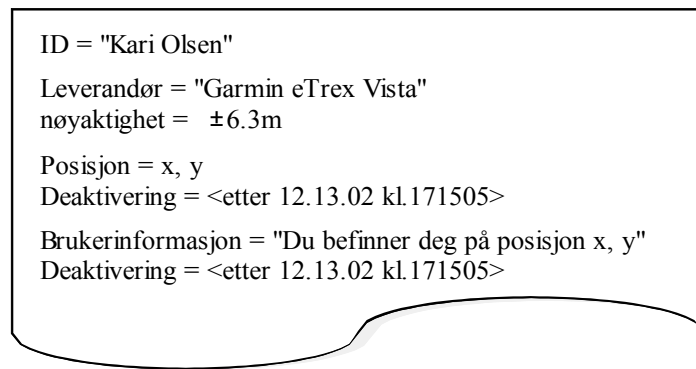 ID = "Kari Olsen"
Leverandør = "Garmin eTrex Vista"
nøyaktighet = ±6.3m
Posisjon = x, y
Deaktivering = <etter 12.13.02 kl.171505>
Brukerinformasjon = "Du befinner deg på posisjon x, y"
Deaktivering = <etter 12.13.02 kl.171505>